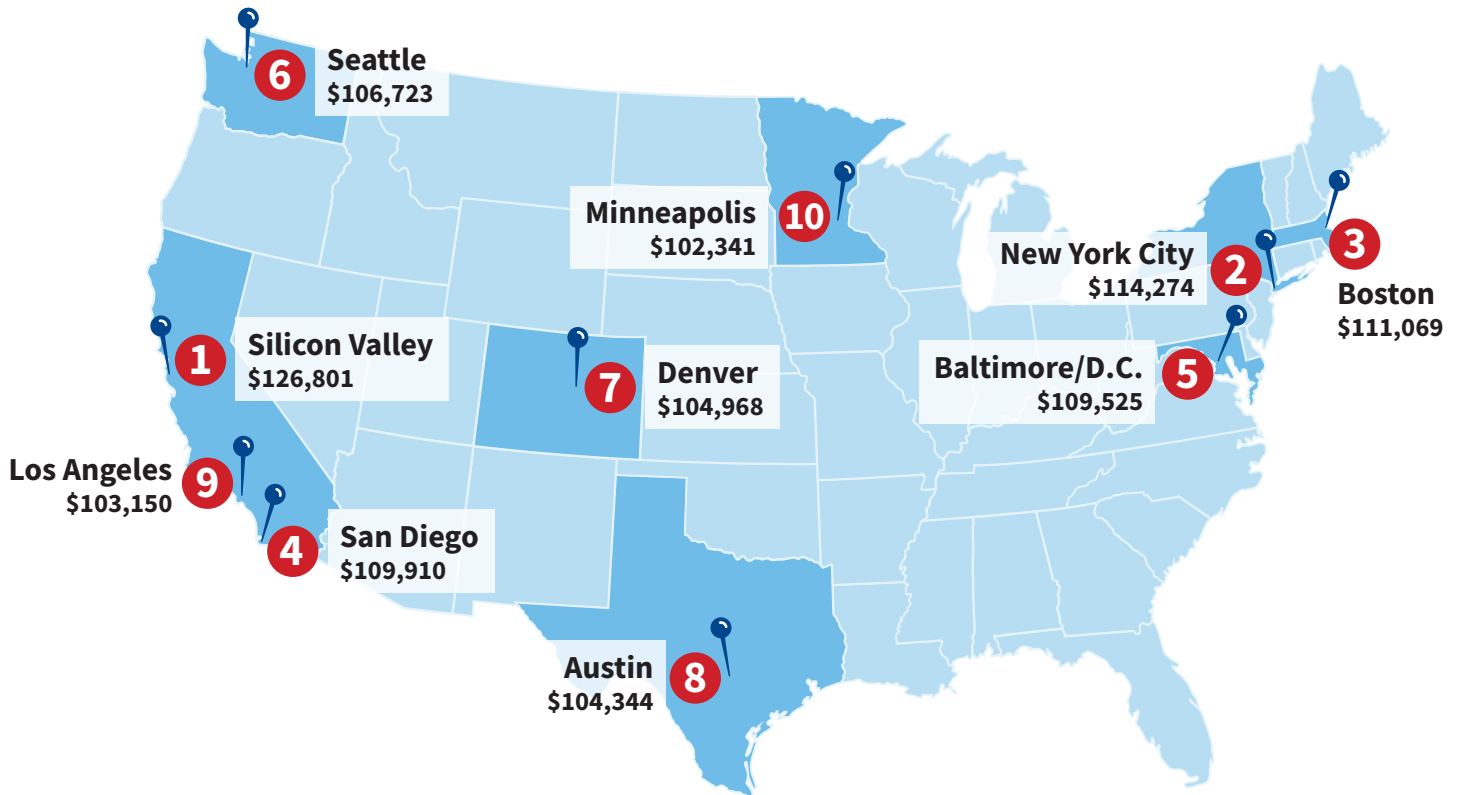 6
Seattle
$106,723
Minneapolis
$102,341
10
New York City
$114,274
2
3
Boston
$111,069
1
Silicon Valley
$126,801
7
Denver
$104,968
Baltimore/D.C.
$109,525
5
Los Angeles
$103,150
9
4
San Diego
$109,910
Austin
$104,344
8